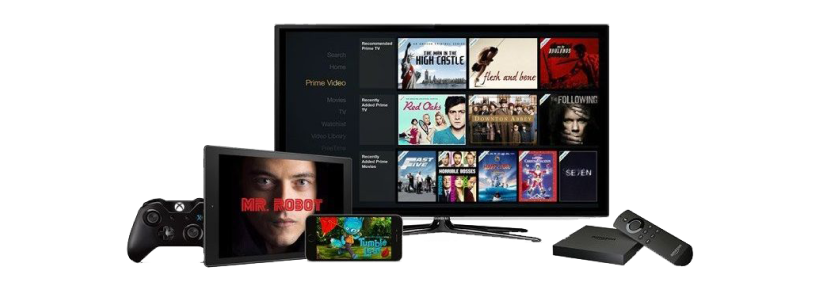 Search
Home
Prime Video
Movies
TV
Watchlist
Video Library
Recommended
Prime TV
THE MAN IN THE
HIGH CASTLE
flesh and bone
Recently
Added Prime
TV
Red Oaks
DOWNTON ABBEY
THE FOLLOWING
Recently
Added Prime
Movies
FAST FIVE
HORRIBLE BOSSES
SE7EN
MR. ROBOT
Tumble
Leaf